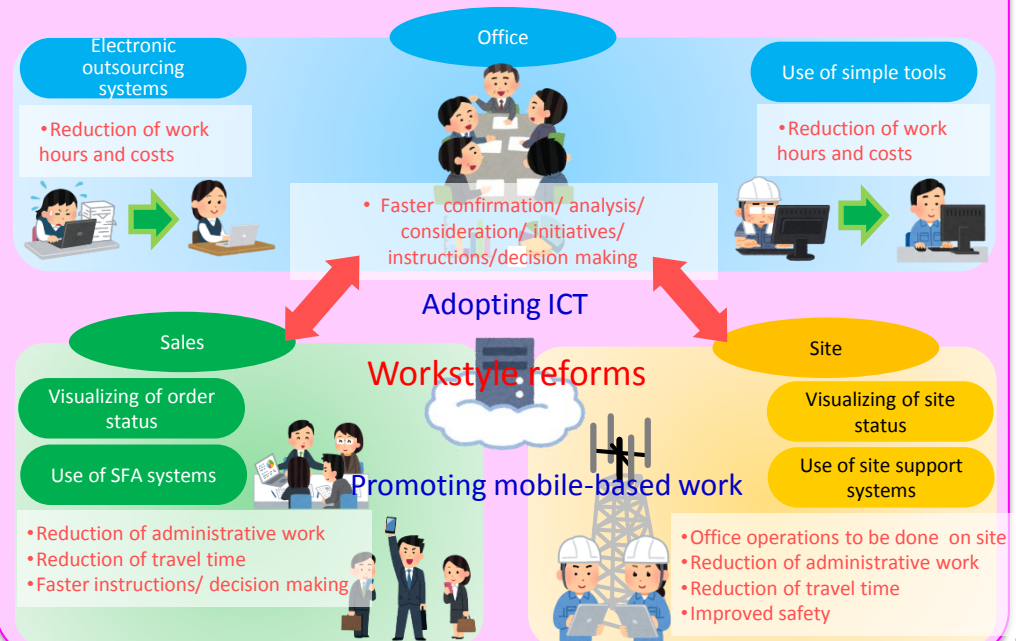 Office
Electronic
outsourcing
systems
Use of simple tools
•Reduction of work
hours and costs
•Reduction of work
hours and costs
• Faster confirmation/ analysis/
consideration/ initiatives/
instructions/decision making
Adopting ICT
Sales
Site
Workstyle reforms
Visualizing of order
status
Visualizing of site
status
Use of SFA systems
Use of site support
systems
Promoting mobile-based work
•Reduction of administrative work
•Reduction of travel time
•Faster instructions/ decision making
•Office operations to be done on site
•Reduction of administrative work
•Reduction of travel time
•Improved safety